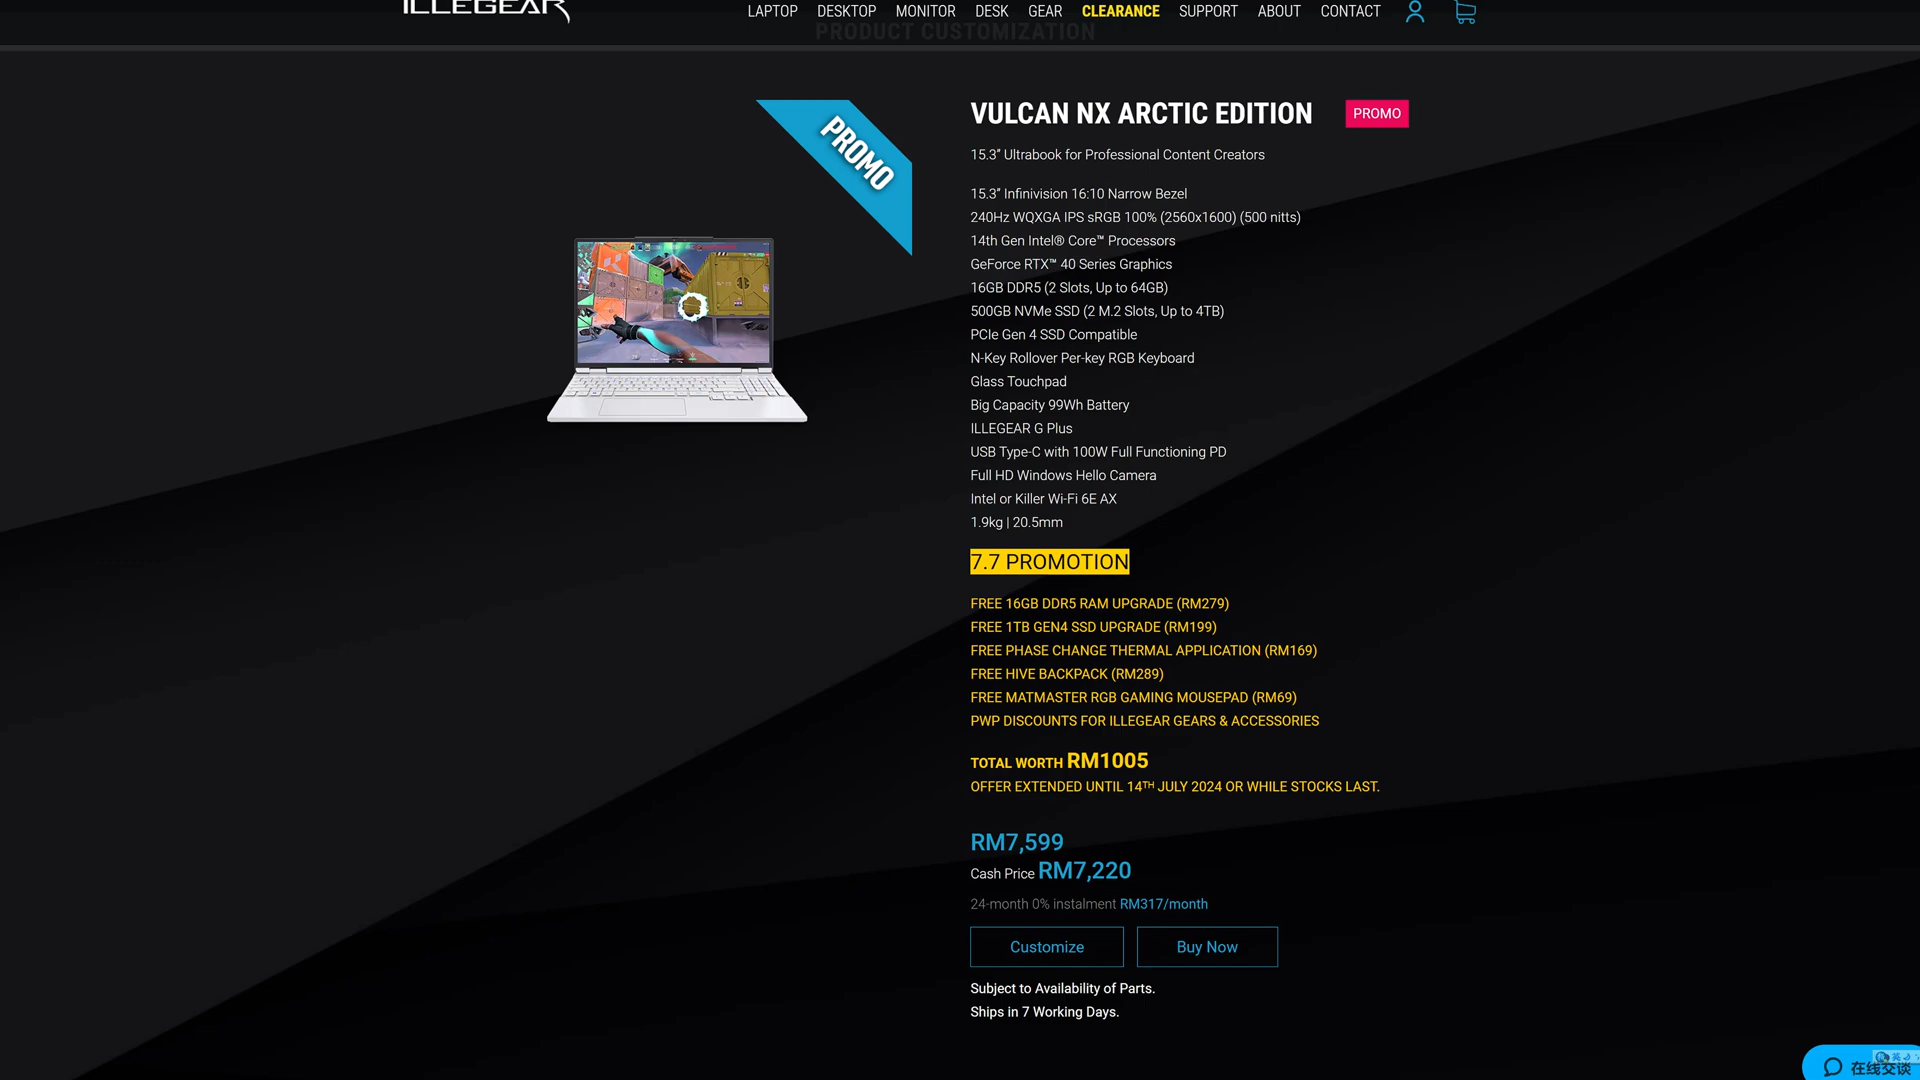 ILLEGEAR
LAPTOP DESKTOP MONITOR DESK GEAR CLEARANCE SUPPORT ABOUT CONTACT
PRODUCT CUSTOMIZATION
PROMO
VULCAN NX ARCTIC EDITION PROMO
15.3” Ultrabook for Professional Content Creators
15.3” Infinivision 16:10 Narrow Bezel
240Hz WQXGA IPS sRGB 100% (2560x1600) (500 nitts)
14th Gen Intel® Core™ Processors
GeForce RTX™ 40 Series Graphics
16GB DDR5 (2 Slots, Up to 64GB)
500GB NVMe SSD (2 M.2 Slots, Up to 4TB)
PCIe Gen 4 SSD Compatible
N-Key Rollover Per-key RGB Keyboard
Glass Touchpad
Big Capacity 99Wh Battery
ILLEGEAR G Plus
USB Type-C with 100W Full Functioning PD
Full HD Windows Hello Camera
Intel or Killer Wi-Fi 6E AX
1.9kg | 20.5mm
7.7 PROMOTION
FREE 16GB DDR5 RAM UPGRADE (RM279)
FREE 1TB GEN4 SSD UPGRADE (RM199)
FREE PHASE CHANGE THERMAL APPLICATION (RM169)
FREE HIVE BACKPACK (RM289)
FREE MATMASTER RGB GAMING MOUSEPAD (RM69)
PWP DISCOUNTS FOR ILLEGEAR GEARS & ACCESSORIES
TOTAL WORTH RM1005
OFFER EXTENDED UNTIL 14TH JULY 2024 OR WHILE STOCKS LAST.
RM7,599
Cash Price RM7,220
24-month 0% instalment RM317/month
Customize Buy Now
Subject to Availability of Parts.
Ships in 7 Working Days.
英
在线交谈